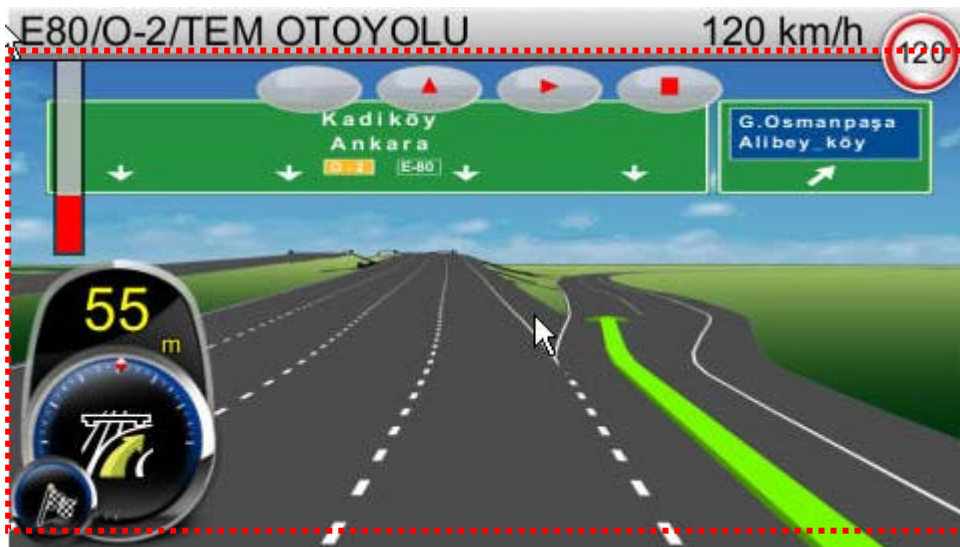 E80/O-2/TEM OTOYOLU
120 km/h
120
Kadiköy
Ankara
O - 2
E-80
G.Osmanpaşa
Alibey_köy
55
m